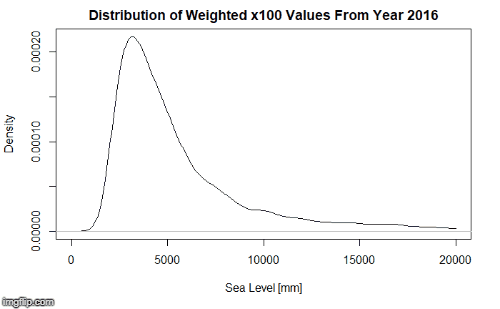 Distribution of Weighted x100 Values From Year 2016
Density
0.00020
0.00010
0.00000
0 5000 10000 15000 20000
Sea Level [mm]
imgflip.com